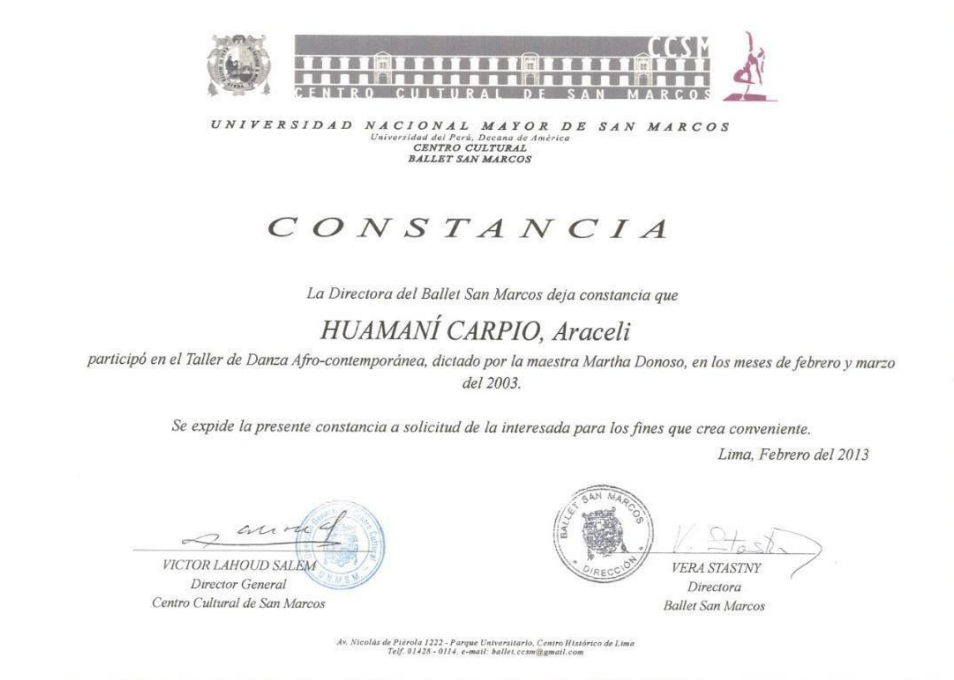 CCSM
CENTRO CULTURAL DE SAN MARCOS
UNIVERSIDAD NACIONAL MAYOR DE SAN MARCOS
Universidad del Perú, Decana de América
CENTRO CULTURAL
BALLET SAN MARCOS
CONSTANCIA
La Directora del Ballet San Marcos deja constancia que
HUAMANÍ CARPIO, Araceli
participó en el Taller de Danza Afro-contemporánea, dictado por la maestra Martha Donoso, en los meses de febrero y marzo
del 2003.
Se expide la presente constancia a solicitud de la interesada para los fines que crea conveniente.
Lima, Febrero del 2013
BALLET SAN MARCOS
* DIRECCIÓN *
V. Stastny
VICTOR LAHOUD SALEM
Director General
Centro Cultural de San Marcos
U.N.M.S.M.
VERA STASTNY
Directora
Ballet San Marcos
Av. Nicolás de Piérola 1222 - Parque Universitario, Centro Histórico de Lima
Telf. 01428 - 0114, e-mail: ballet.ccsm@gmail.com